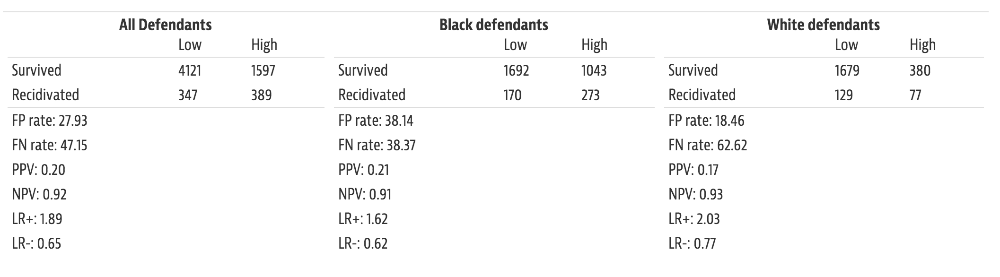 All Defendants Black defendants White defendants
Low High Low High Low High
Survived 4121 1597 Survived 1692 1043 Survived 1679 380
Recidivated 347 389 Recidivated 170 273 Recidivated 129 77
FP rate: 27.93 FP rate: 38.14 FP rate: 18.46
FN rate: 47.15 FN rate: 38.37 FN rate: 62.62
PPV: 0.20 PPV: 0.21 PPV: 0.17
NPV: 0.92 NPV: 0.91 NPV: 0.93
LR+: 1.89 LR+: 1.62 LR+: 2.03
LR-: 0.65 LR-: 0.62 LR-: 0.77